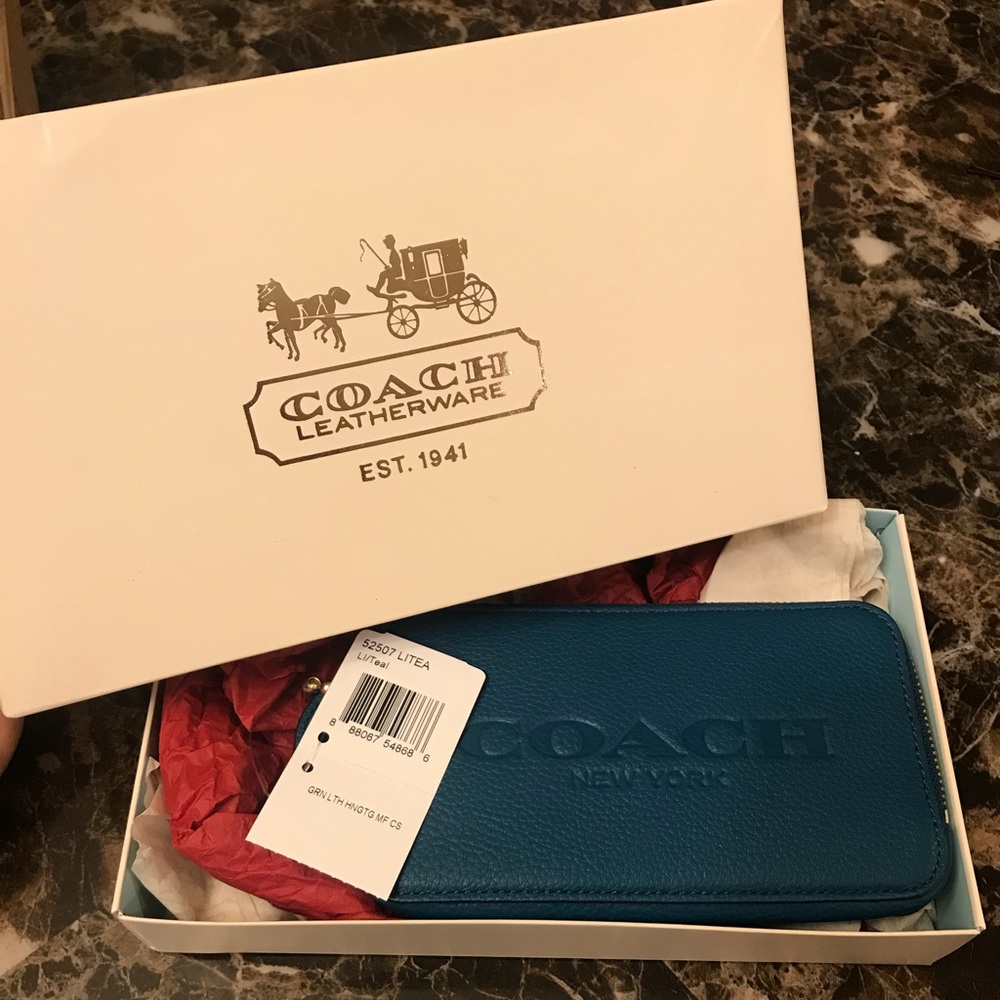 COACH
LEATHERWARE
EST. 1941
52507 LITEA
LI/Teal
8 88067 54868 6
GRN LTH HNGTG MF CS
COACH
NEW YORK